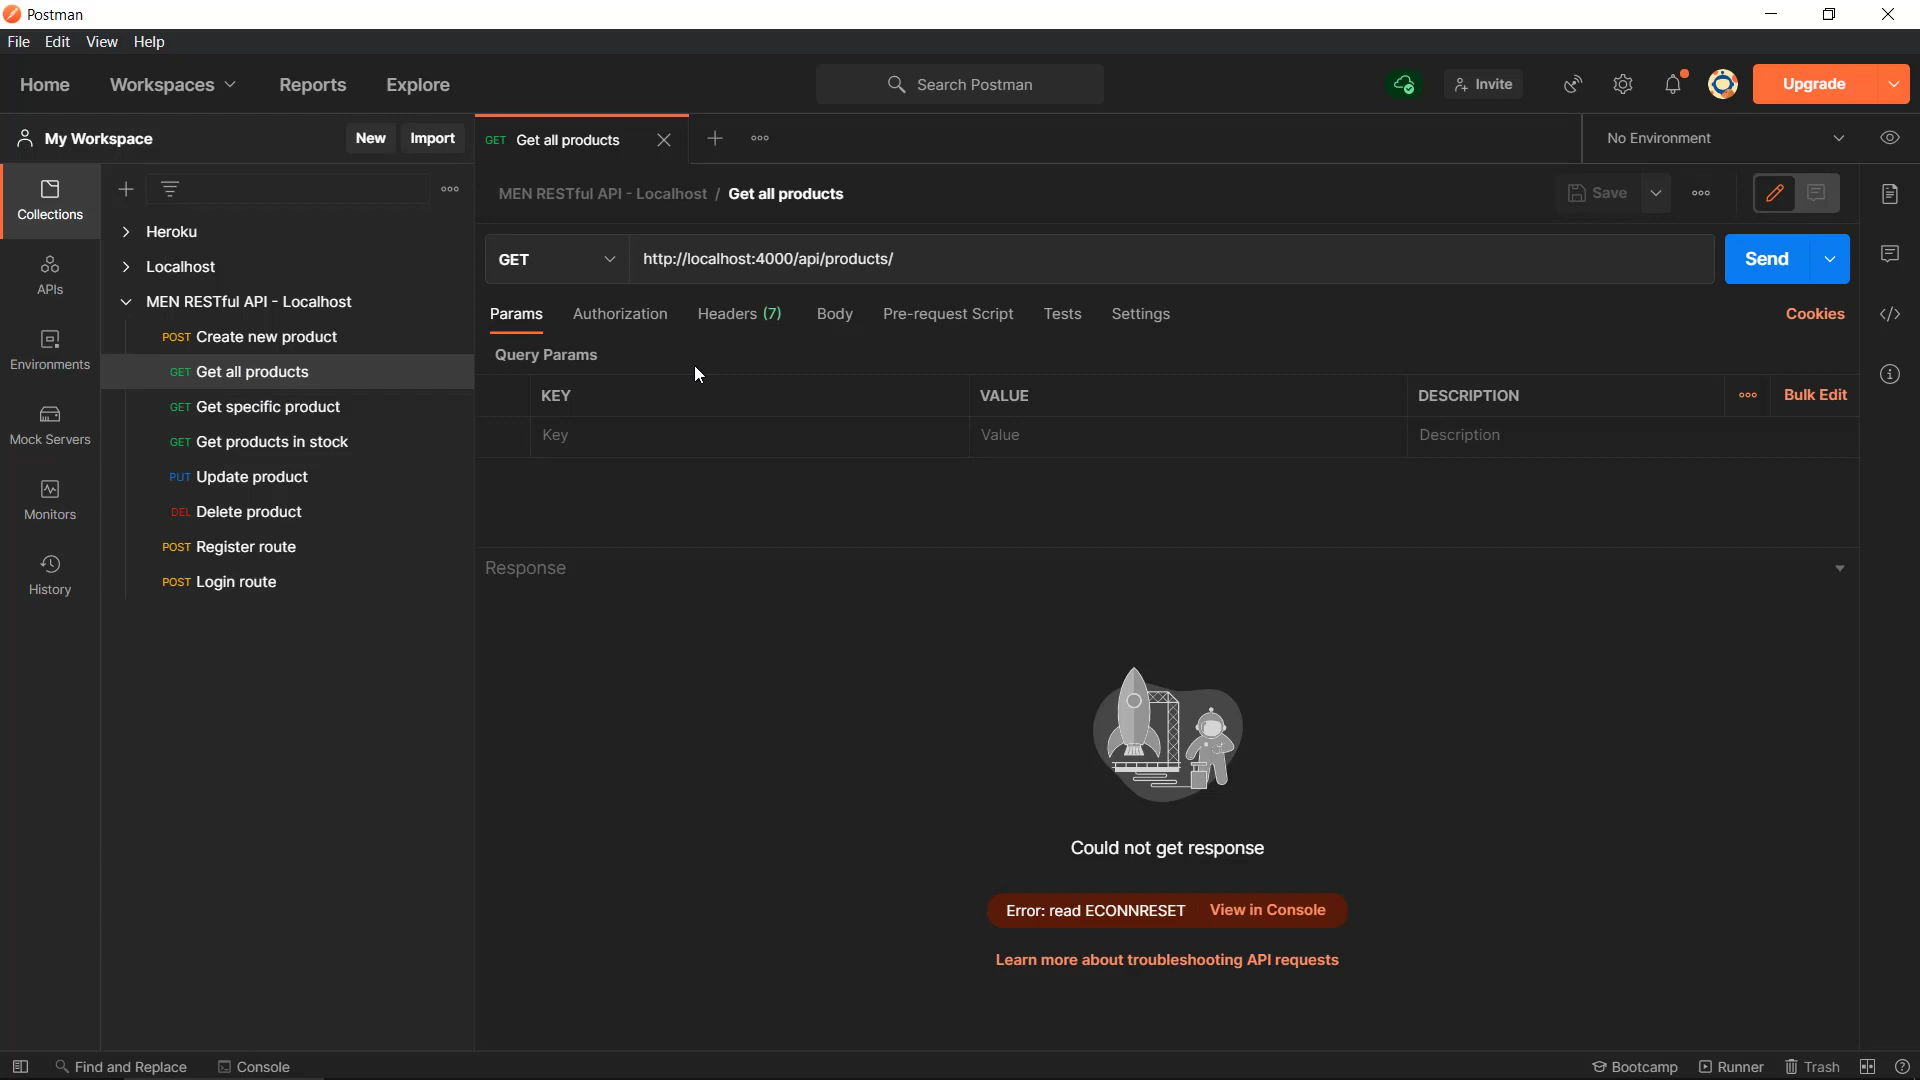 Postman
File Edit View Help
Home Workspaces Reports Explore Search Postman Invite Upgrade
My Workspace New Import GET Get all products No Environment
Collections
MEN RESTful API - Localhost / Get all products Save
Heroku
GET http://localhost:4000/api/products/ Send
Localhost
APIs
MEN RESTful API - Localhost
Params Authorization Headers (7) Body Pre-request Script Tests Settings Cookies
POST Create new product
Query Params
Environments
GET Get all products
KEY VALUE DESCRIPTION Bulk Edit
GET Get specific product
Key Value Description
Mock Servers
GET Get products in stock
PUT Update product
Monitors
DEL Delete product
POST Register route
Response
History
POST Login route
Could not get response
Error: read ECONNRESET View in Console
Learn more about troubleshooting API requests
Find and Replace Console Bootcamp Runner Trash